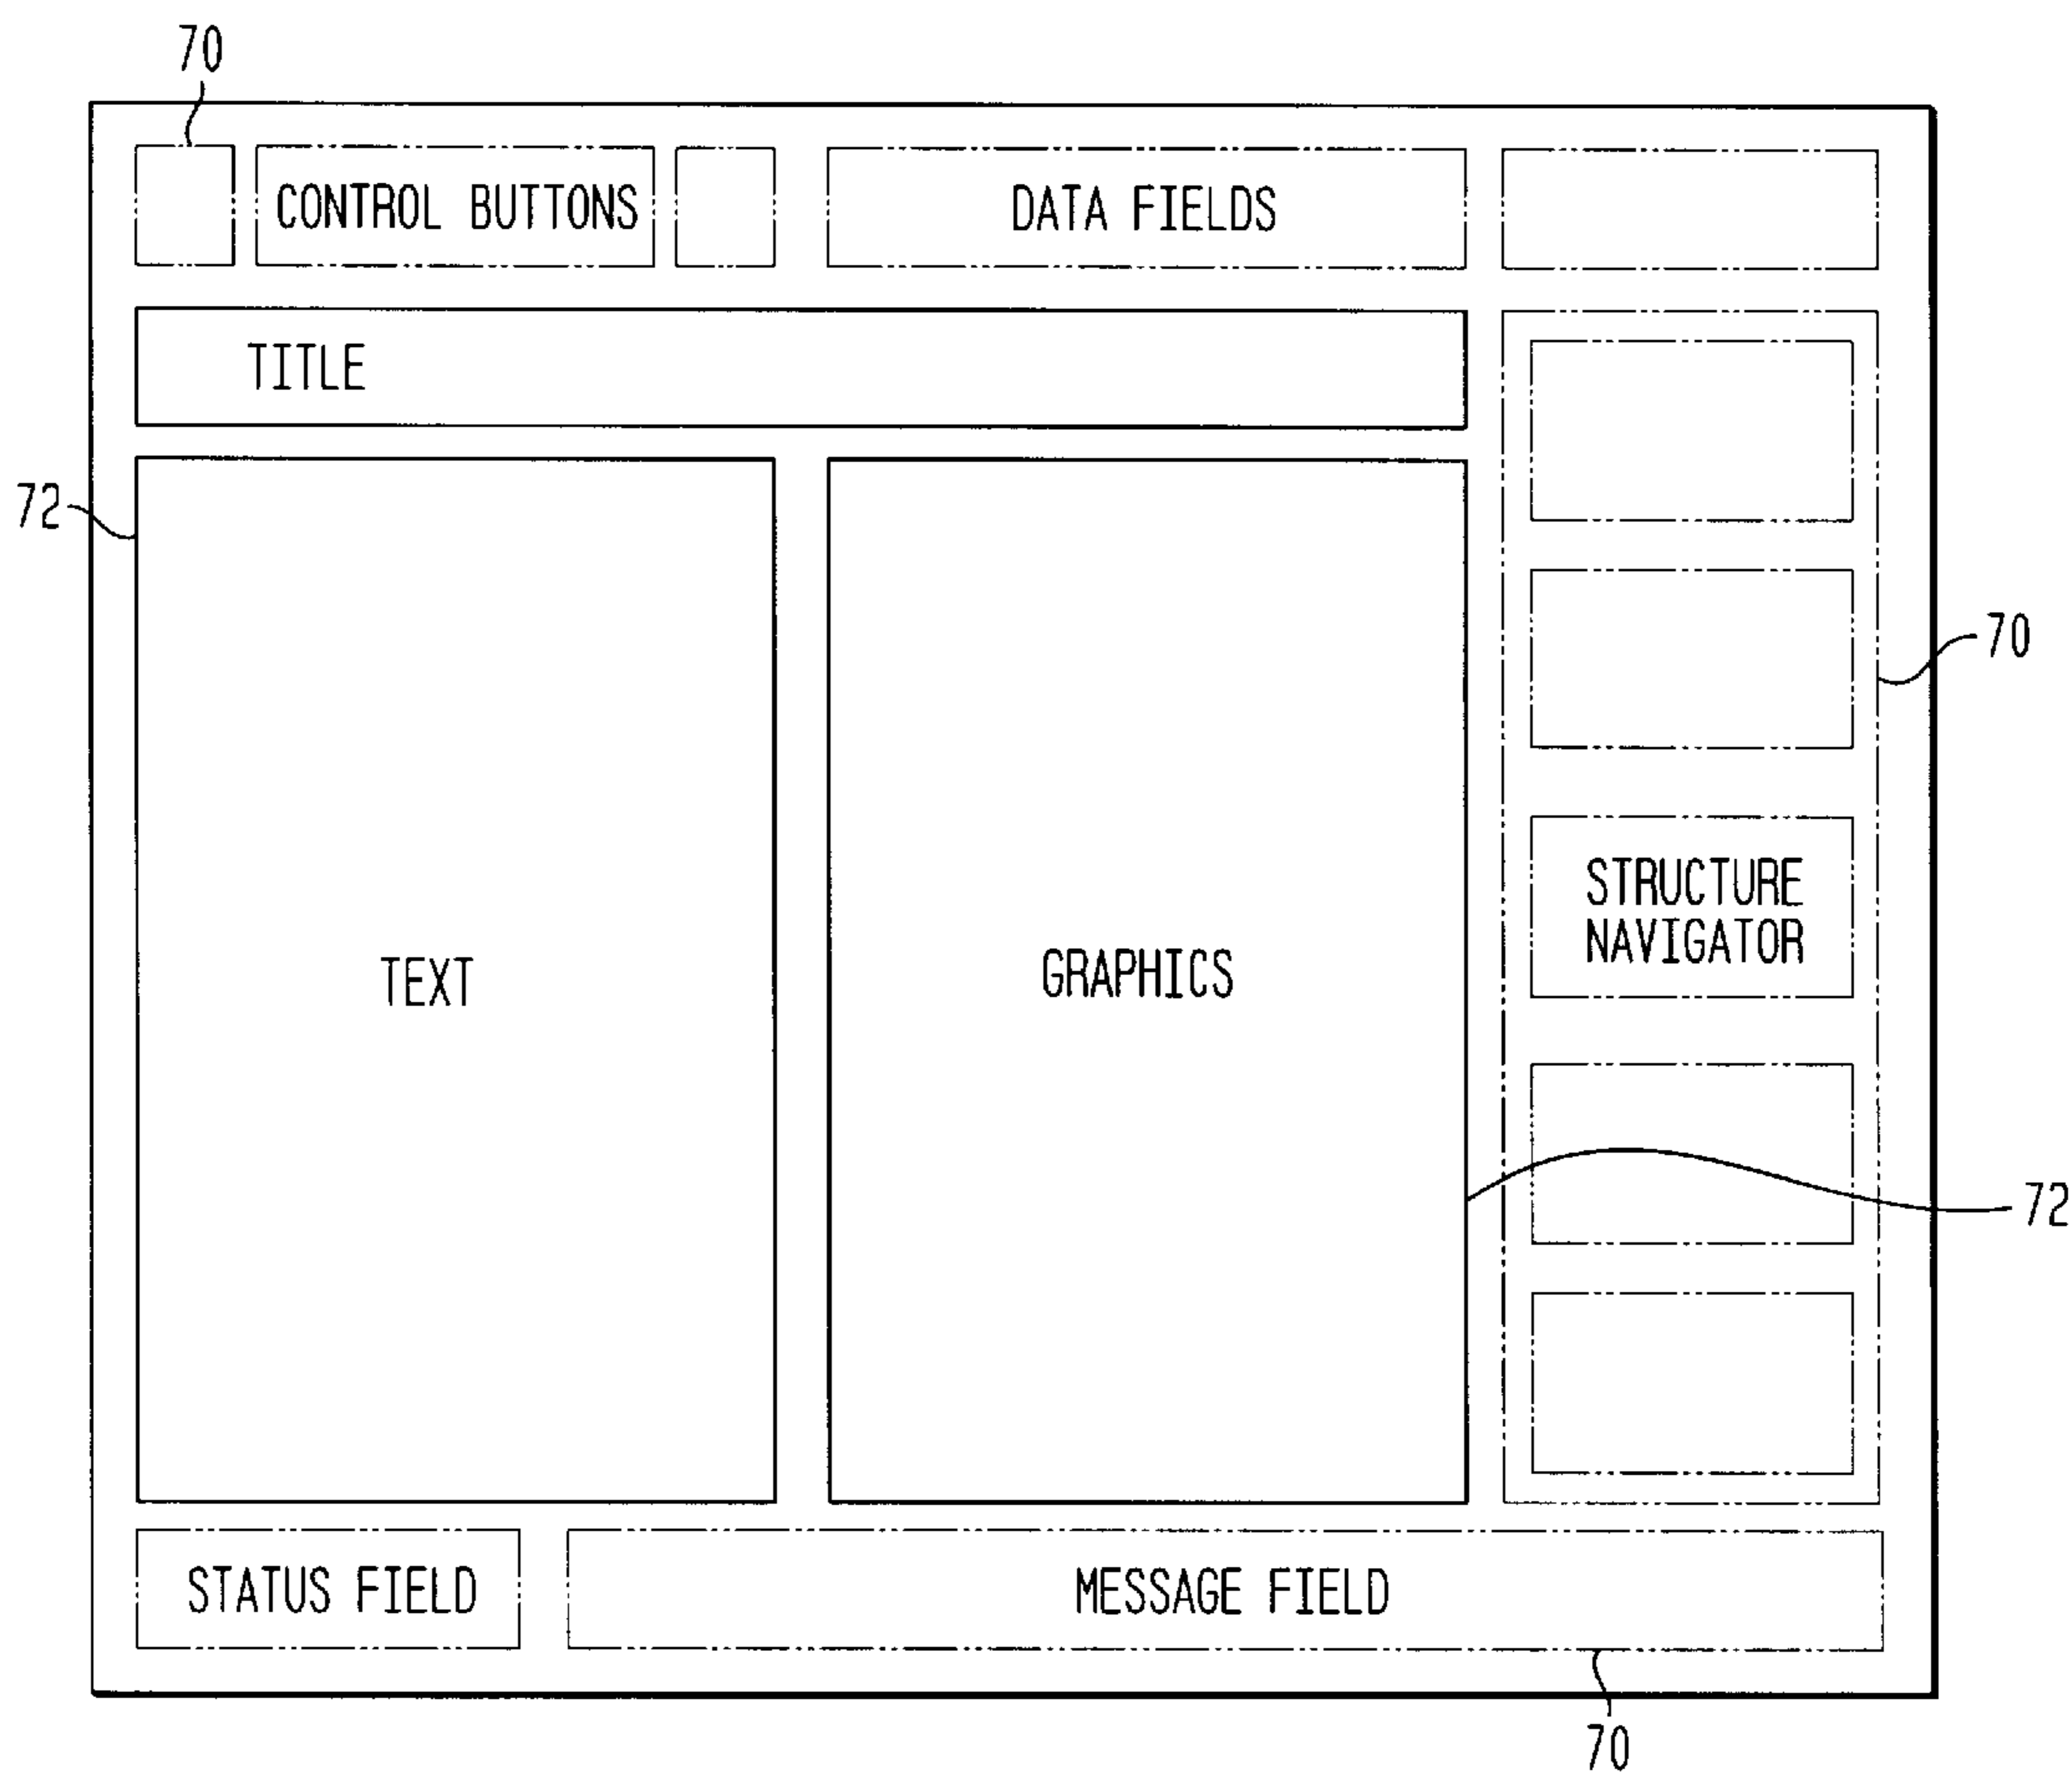 70
CONTROL BUTTONS
DATA FIELDS
TITLE
72
70
STRUCTURE
NAVIGATOR
TEXT
GRAPHICS
72
STATUS FIELD
MESSAGE FIELD
70